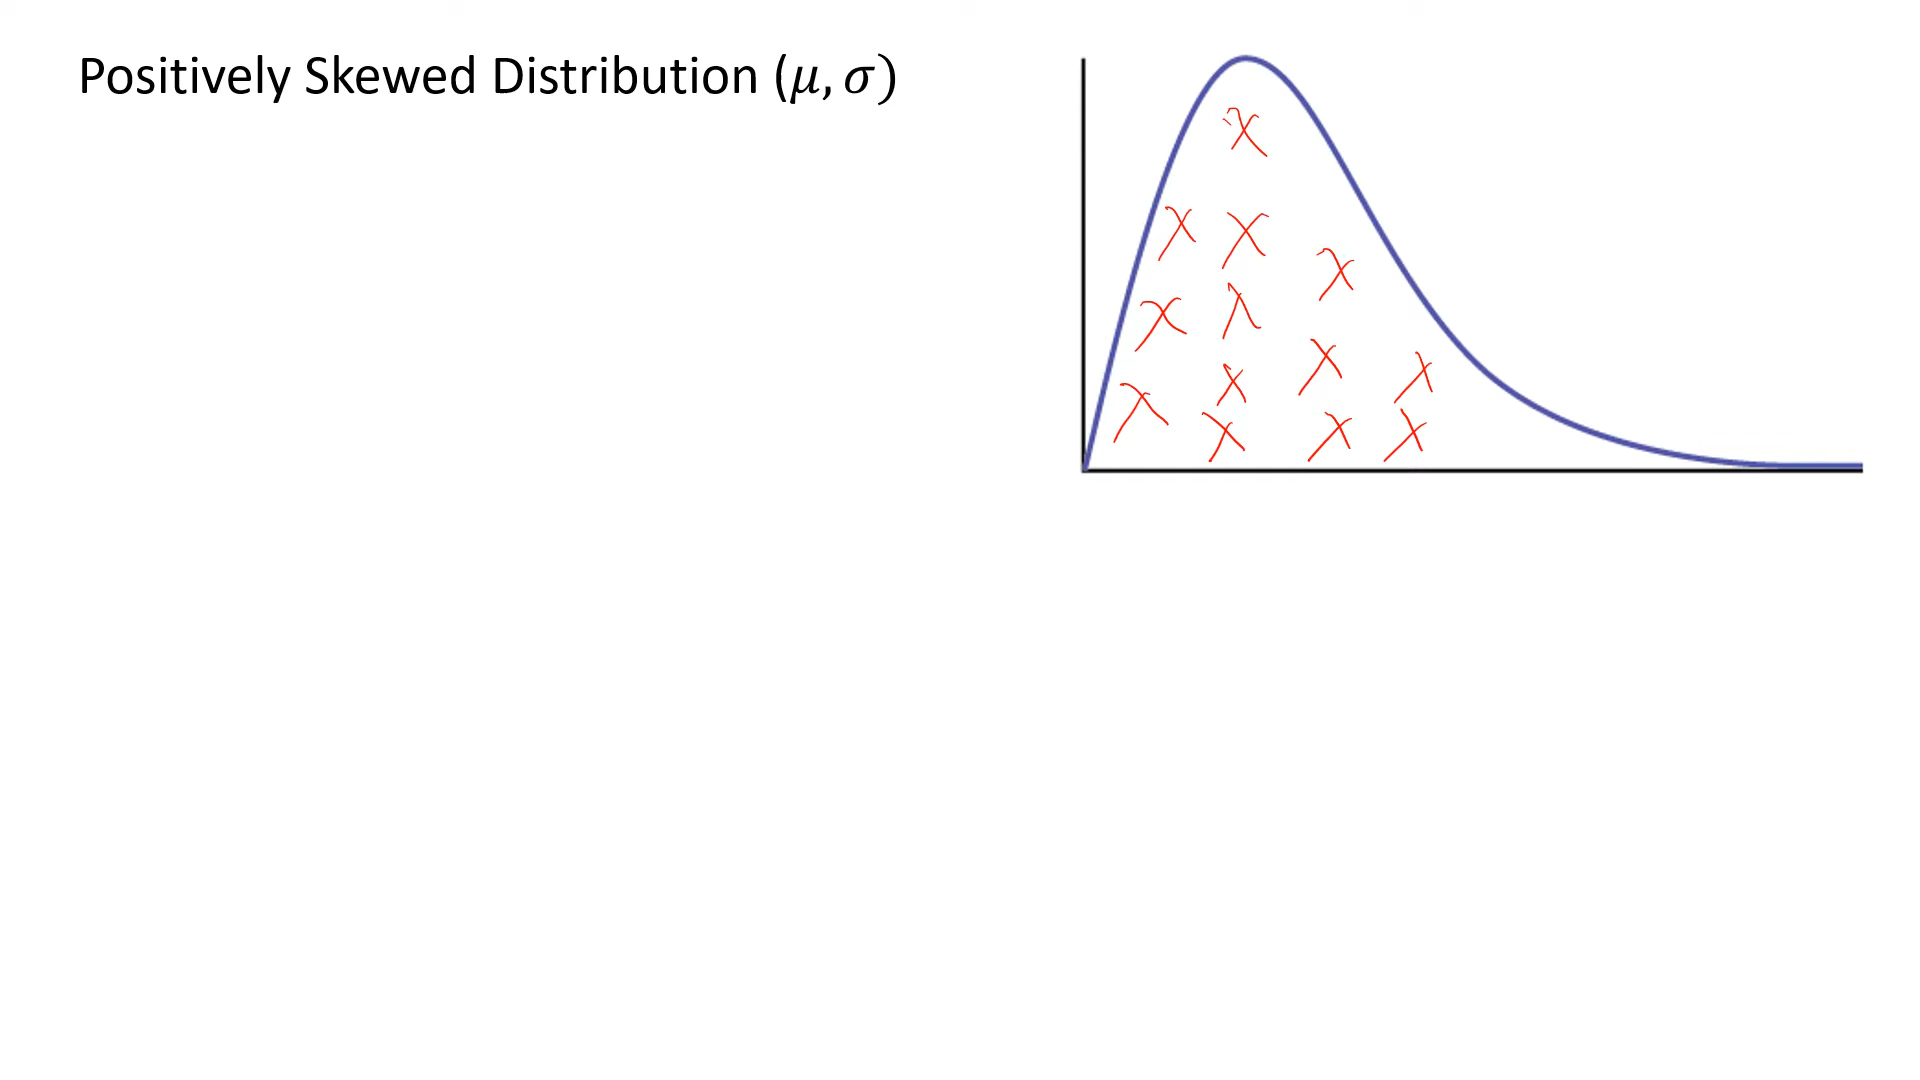 Positively Skewed Distribution (μ, σ)
x
x x
x
x x
x x
x
x
x x x